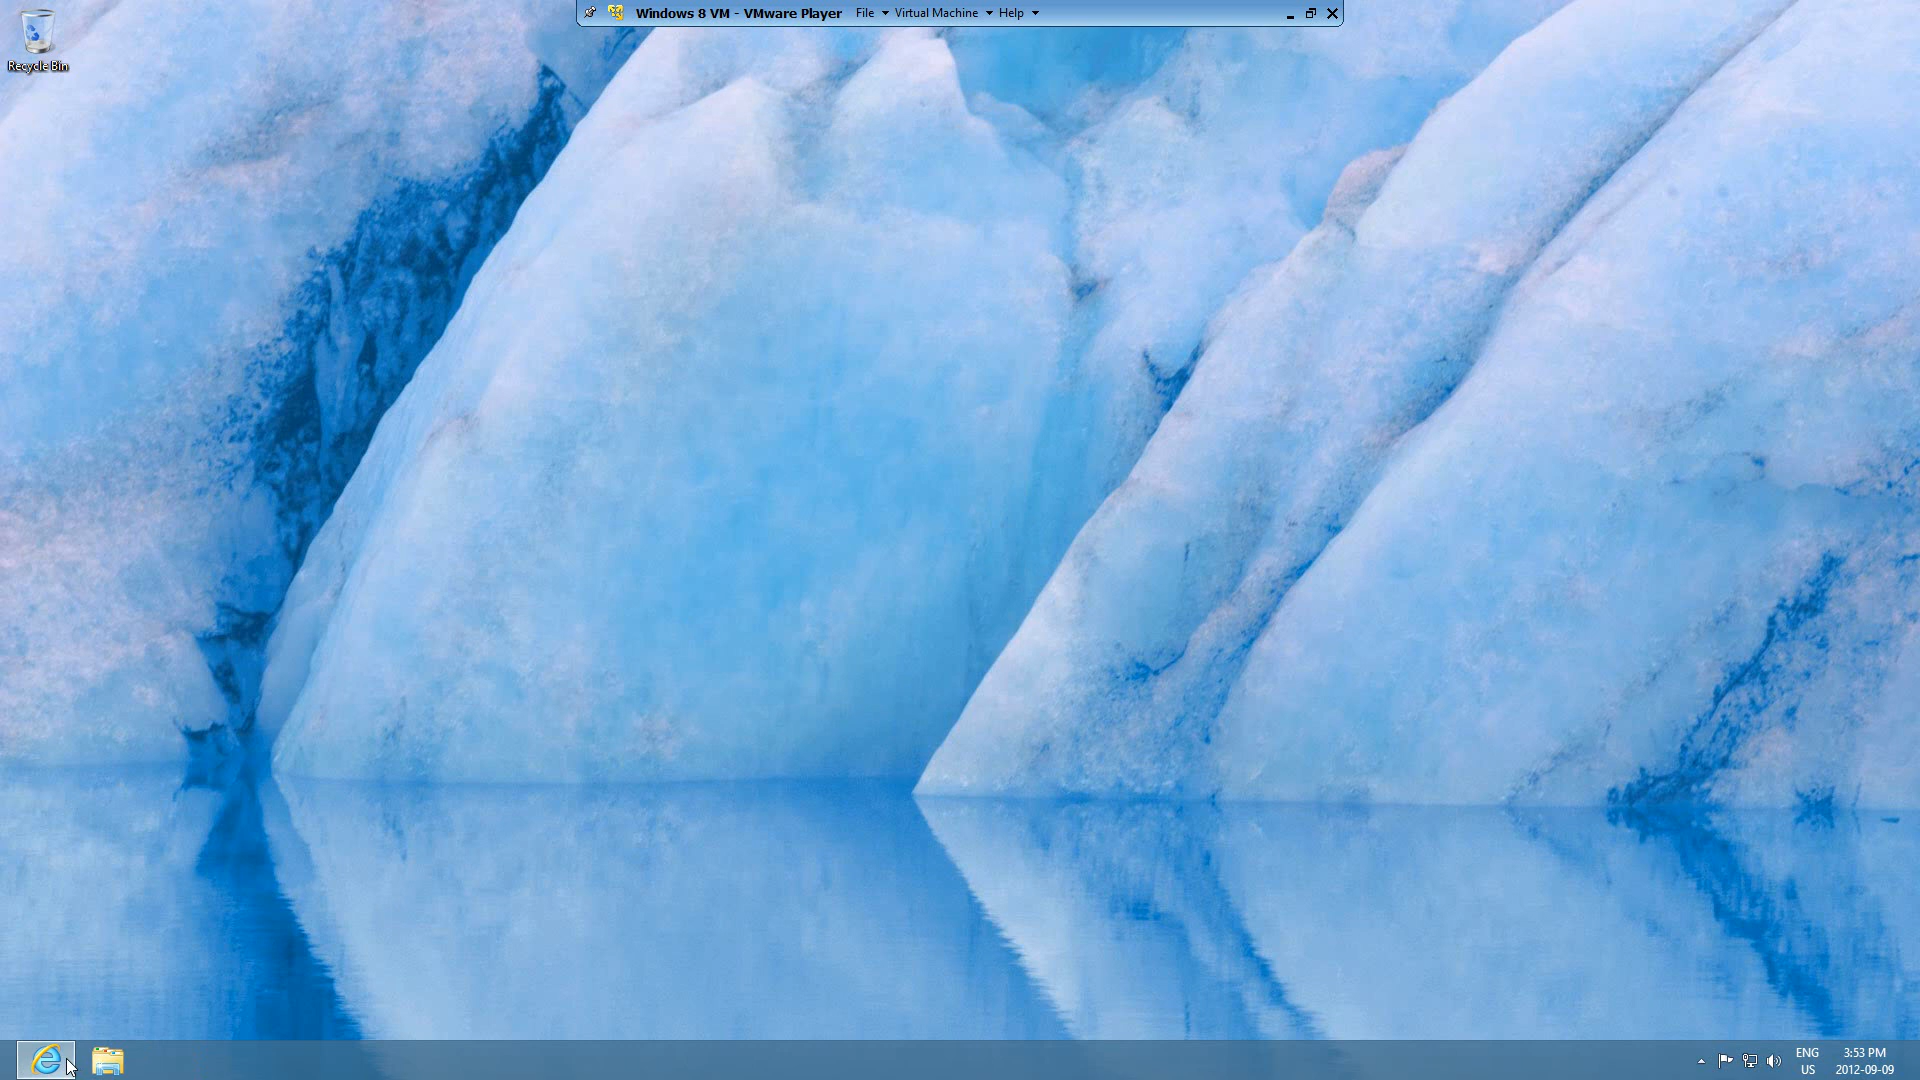 Windows 8 VM - VMware Player File Virtual Machine Help
Recycle Bin
ENG 3:53 PM
US 2012-09-09